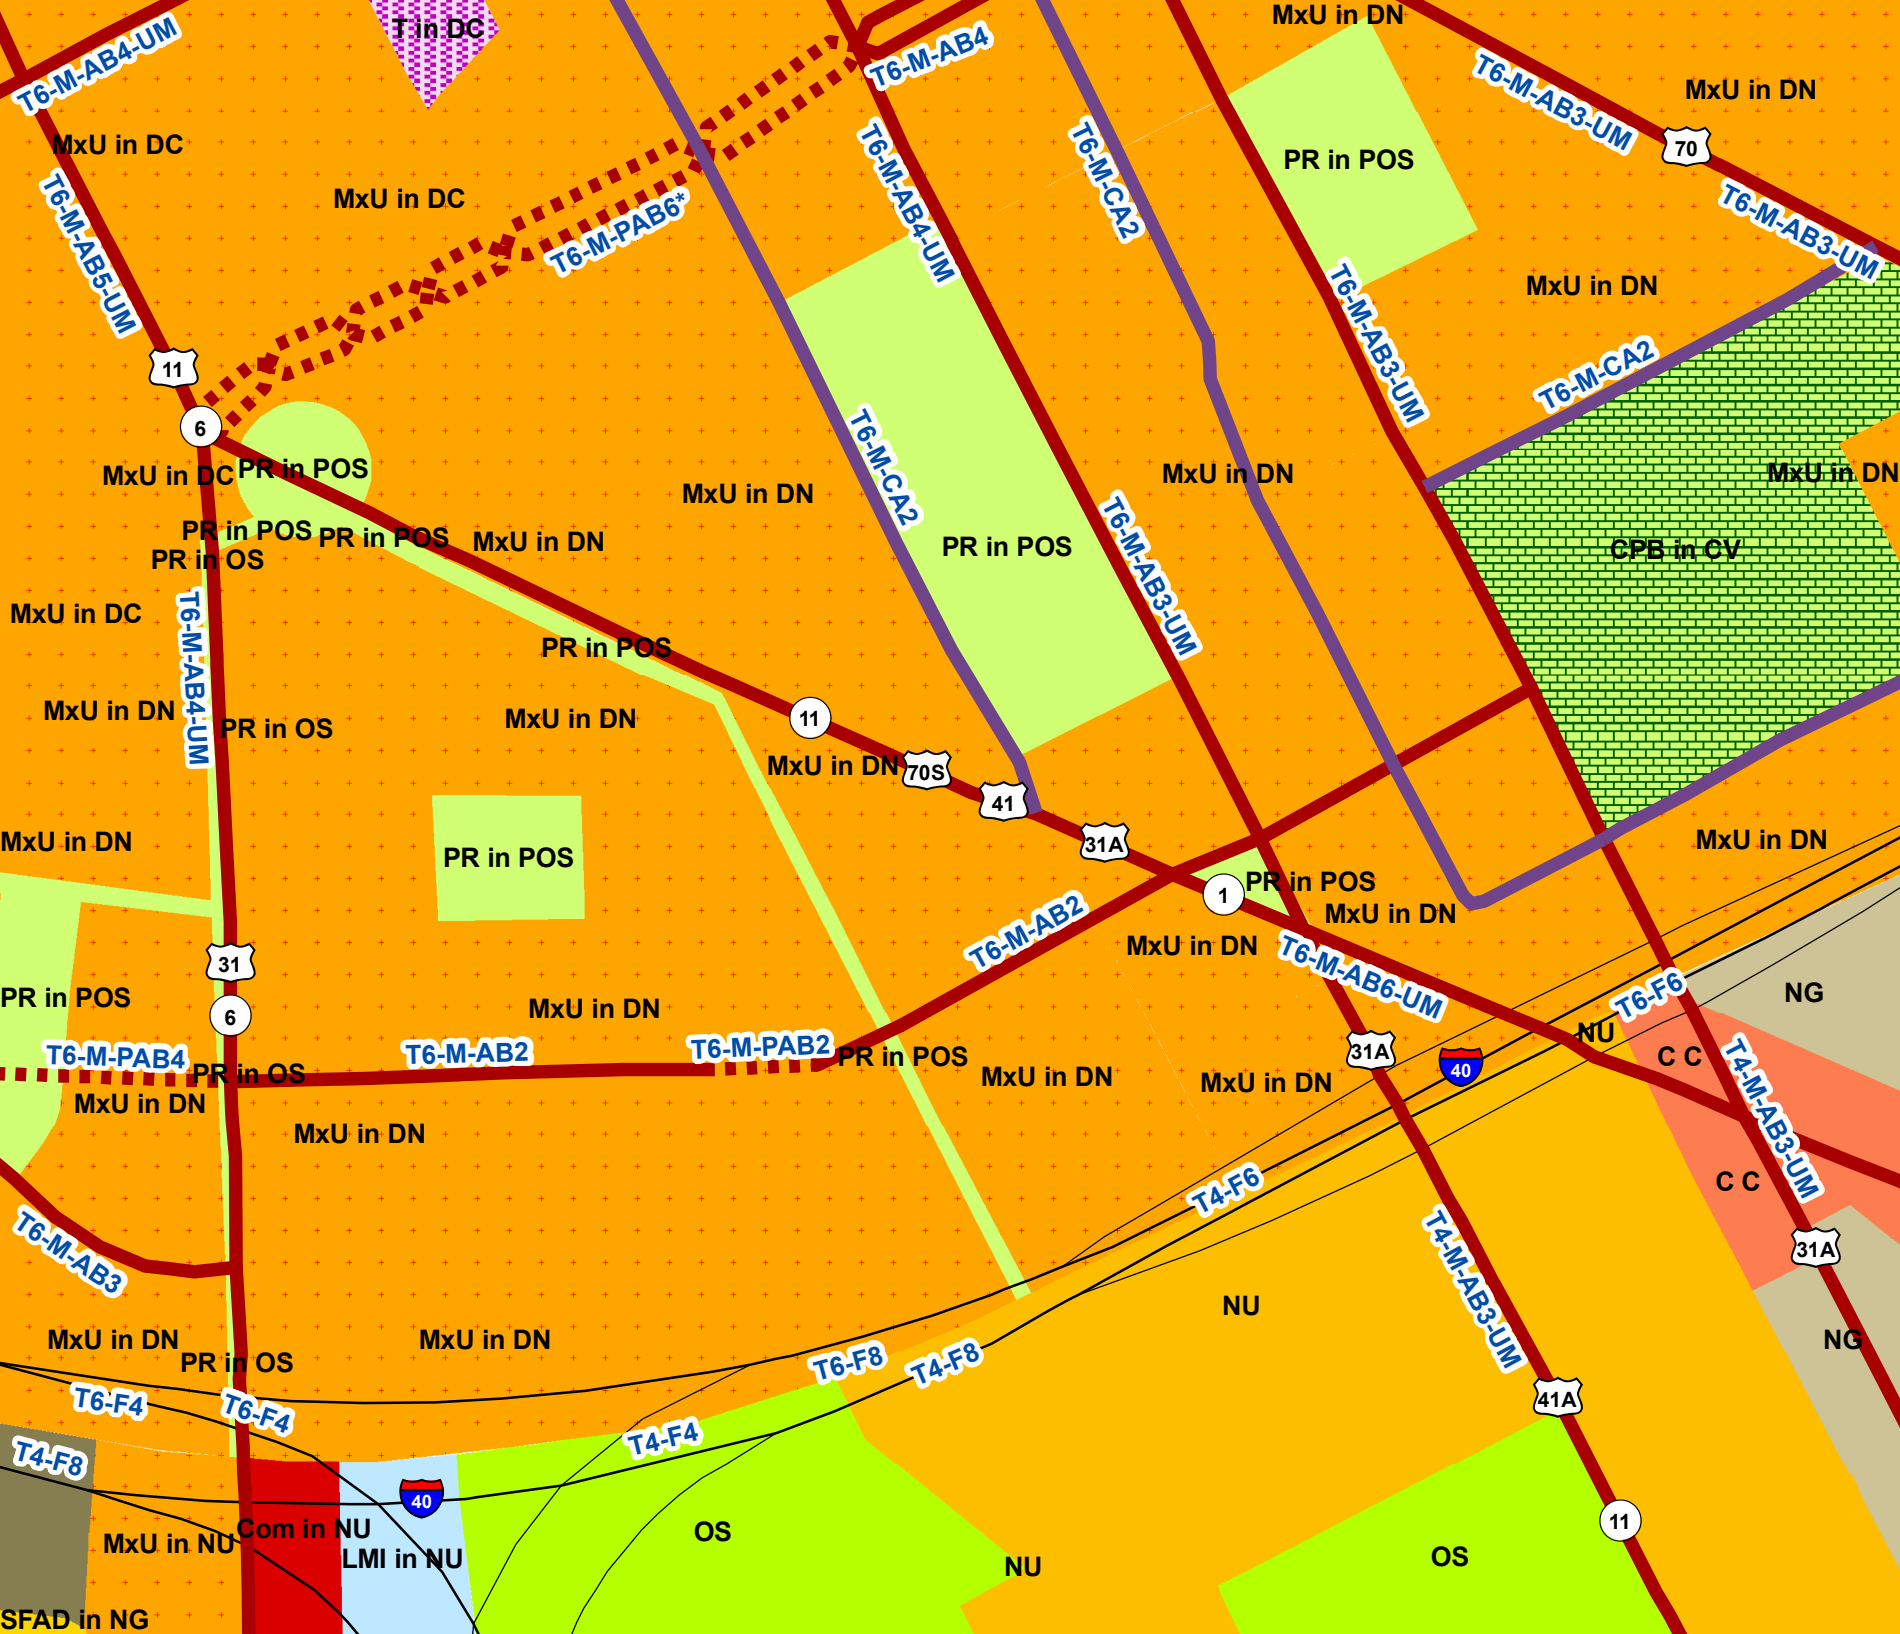 MxU in DN
T in DC
T6-M-AB4-UM
T6-M-AB4
MxU in DN
T6-M-AB3-UM
70
MxU in DC
PR in POS
MxU in DC
T6-M-CA2
T6-M-AB4-UM
T6-M-PAB6*
T6-M-AB3-UM
T6-M-AB5-UM
MxU in DN
T6-M-AB3-UM
11
T6-M-CA2
6
MxU in DC
PR in POS
T6-M-CA2
MxU in DN
MxU in DN
MxU in DN
PR in POS
PR in POS
MxU in DN
PR in POS
CPB in CV
PR in OS
T6-M-AB3-UM
MxU in DC
T6-M-AB4-UM
PR in POS
MxU in DN
PR in OS
MxU in DN
11
MxU in DN
70S
41
MxU in DN
31A
MxU in DN
PR in POS
PR in POS
1
MxU in DN
T6-M-AB2
MxU in DN
31
T6-M-AB6-UM
PR in POS
NG
T6-F6
6
MxU in DN
NU
T6-M-PAB4
T6-M-AB2
T6-M-PAB2
PR in POS
31A
40
C C
PR in OS
MxU in DN
MxU in DN
MxU in DN
T4-M-AB3-UM
MxU in DN
T4-F6
C C
T6-M-AB3
31A
T4-M-AB3-UM
NU
NG
MxU in DN
MxU in DN
PR in OS
T6-F8
T4-F8
T6-F4
T6-F4
41A
T4-F4
T4-F8
40
11
Com in NU
OS
MxU in NU
LMI in NU
NU
OS
SFAD in NG